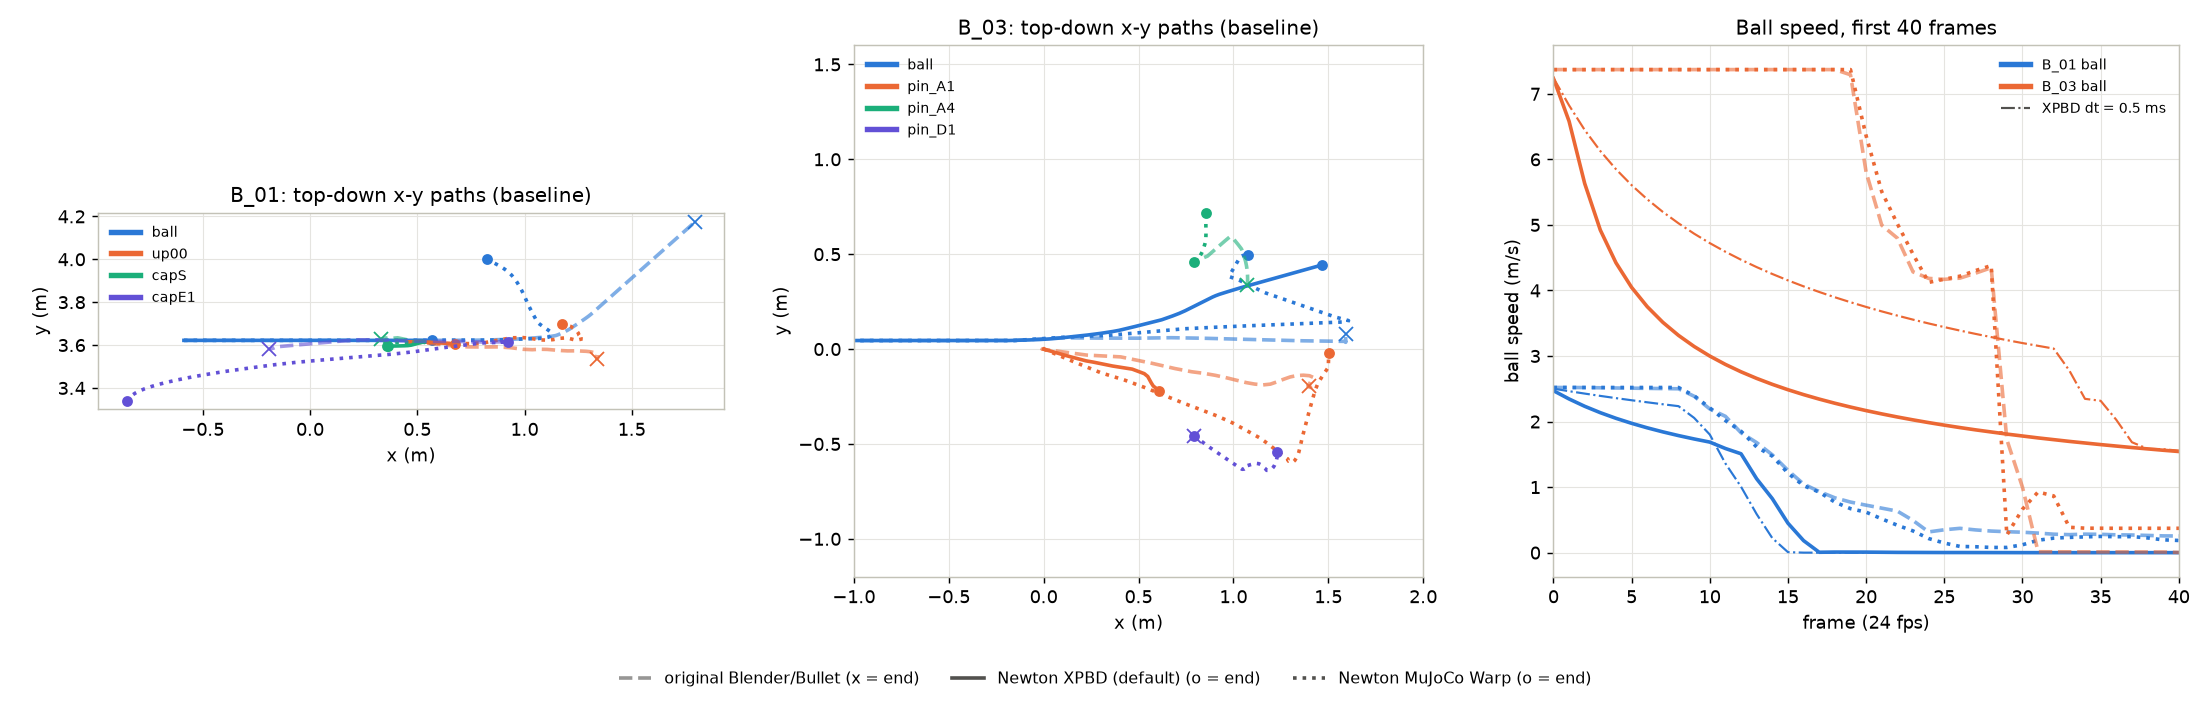 B_01: top-down x-y paths (baseline)
4.2
4.0
3.8
3.6
3.4
y (m)
ball
up00
capS
capE1
−0.5 0.0 0.5 1.0 1.5
x (m)
B_03: top-down x-y paths (baseline)
1.5
1.0
0.5
0.0
−0.5
−1.0
y (m)
ball
pin_A1
pin_A4
pin_D1
−1.0 −0.5 0.0 0.5 1.0 1.5 2.0
x (m)
Ball speed, first 40 frames
7
6
5
4
3
2
1
0
ball speed (m/s)
B_01 ball
B_03 ball
XPBD dt = 0.5 ms
0 5 10 15 20 25 30 35 40
frame (24 fps)
original Blender/Bullet (x = end) Newton XPBD (default) (o = end) Newton MuJoCo Warp (o = end)